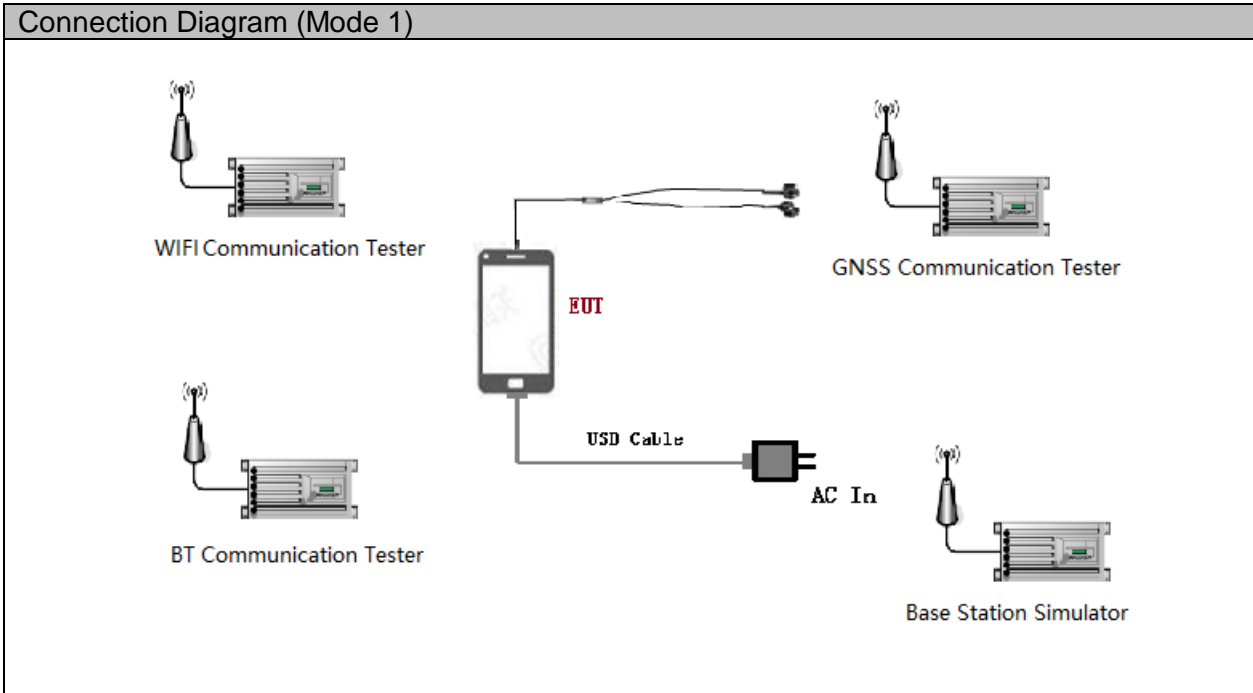 Connection Diagram (Mode 1)
WIFI Communication Tester
GNSS Communication Tester
EUT
USD Cable
AC In
BT Communication Tester
Base Station Simulator